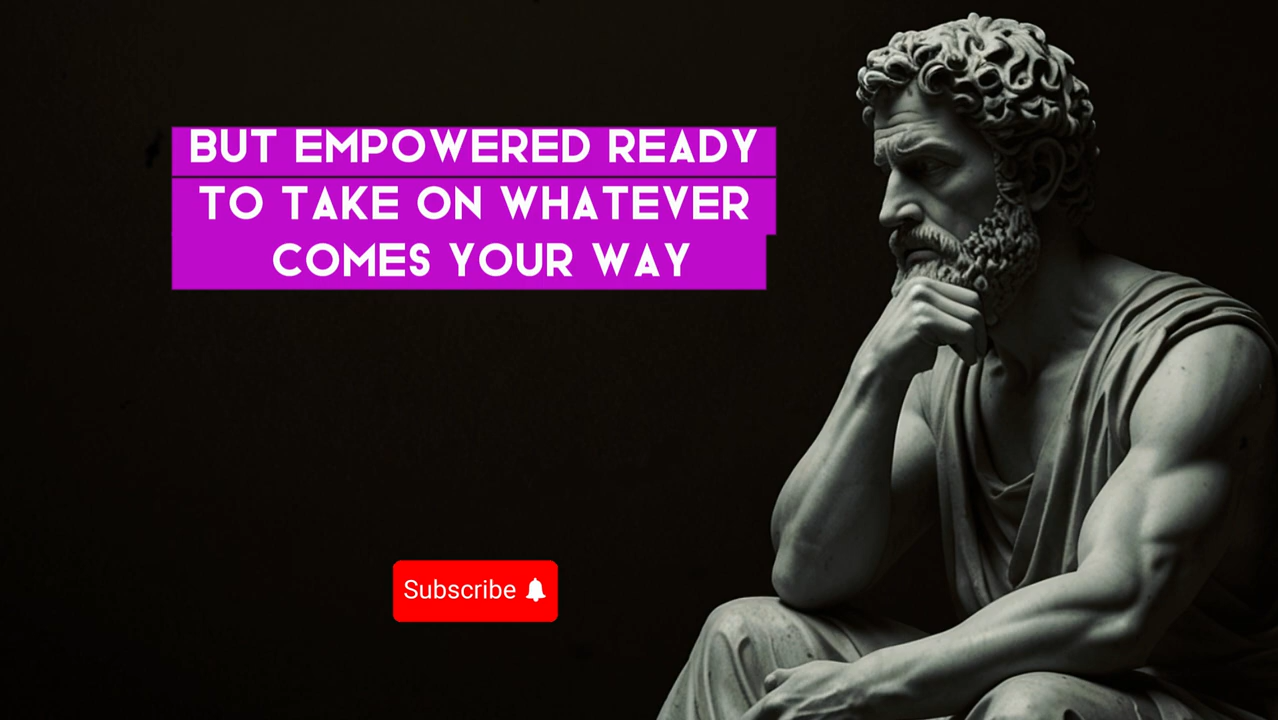 BUT EMPOWERED READY
TO TAKE ON WHATEVER
COMES YOUR WAY
Subscribe